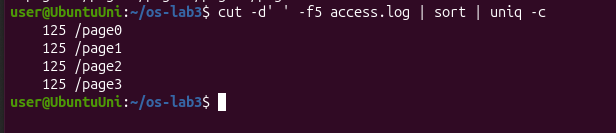 user@UbuntuUni:~/os-lab3$ cut -d' ' -f5 access.log | sort | uniq -c
    125 /page0
    125 /page1
    125 /page2
    125 /page3
user@UbuntuUni:~/os-lab3$